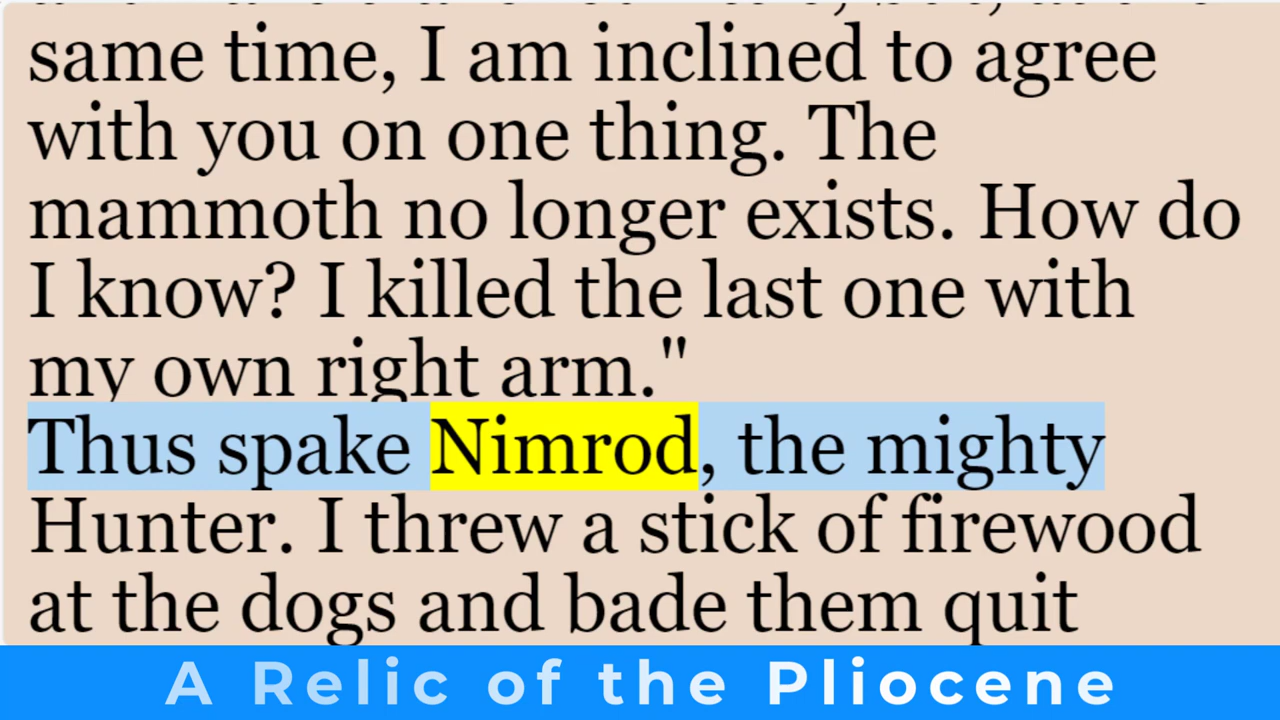 same time, I am inclined to agree
with you on one thing. The
mammoth no longer exists. How do
I know? I killed the last one with
my own right arm."
Thus spake Nimrod, the mighty
Hunter. I threw a stick of firewood
at the dogs and bade them quit
A Relic of the Pliocene